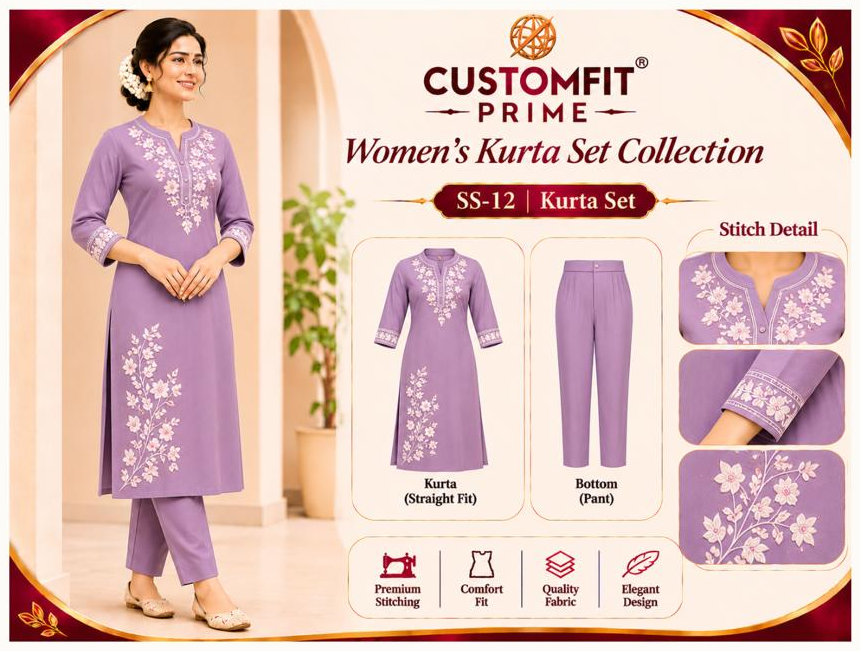 CUSTOMFIT®
PRIME
Women's Kurta Set Collection
SS-12 | Kurta Set
Stitch Detail
Kurta
(Straight Fit)
Bottom
(Pant)
Premium
Stitching
Comfort
Fit
Quality
Fabric
Elegant
Design